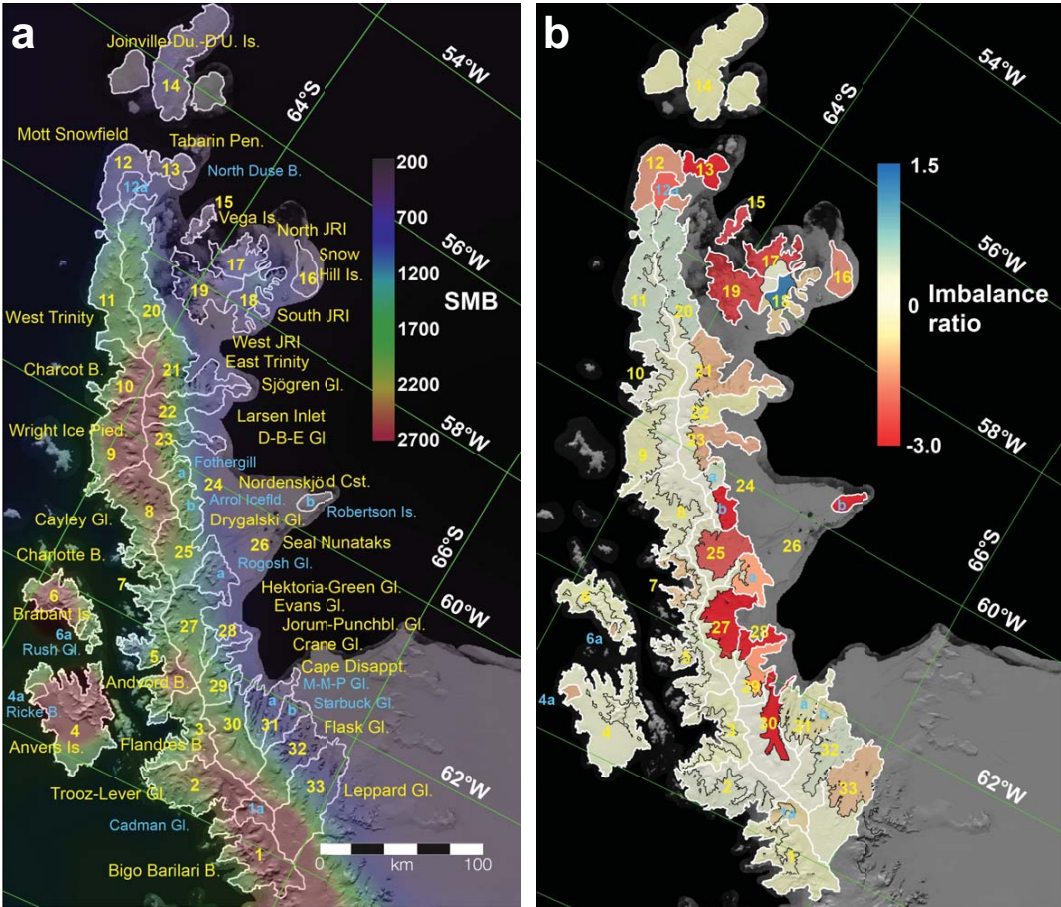 a
Joinville-Du.-D'U. Is.
54°W
14
64°S
Mott Snowfield
Tabarin Pen.
12
13
North Duse B.
12a
200
15
Vega Is.
North JRI
700
56°W
Snow
Hill Is.
17
16
1200
SMB
19
18
11
20
South JRI
1700
West Trinity
West JRI
East Trinity
2200
Charcot B.
21
Sjögren Gl.
10
22
Larsen Inlet
2700
58°W
Wright Ice Pied.
23
D-B-E Gl
9
Fothergill
a
24
Nordenskjöd Cst.
Arrol Icefld.
b
b
Robertson Is.
8
Drygalski Gl.
Cayley Gl.
26
Seal Nunataks
25
66°S
Charlotte B.
Rogosh Gl.
7
a
Hektoria-Green Gl.
60°W
6
Evans Gl.
Brabant Is.
27
28
Jorum-Punchbl. Gl.
6a
Rush Gl.
Crane Gl.
5
Cape Disappt.
Andvord B.
29
M-M-P Gl.
4a
Ricke B.
a
b
Starbuck Gl.
4
3
30
31
Flask Gl.
Anvers Is.
Flandres B.
32
62°W
2
33
Leppard Gl.
Trooz-Lever Gl
1a
Cadman Gl.
0
km
100
1
Bigo Barilari B.
b
54°W
14
64°S
12
13
12a
1.5
15
56°W
17
16
19
18
11
20
0
Imbalance
ratio
10
21
22
-3.0
23
58°W
9
a
24
b
b
8
25
26
66°S
7
a
6
60°W
27
28
6a
5
29
4a
a
b
4
3
30
31
32
62°W
2
33
1a
1